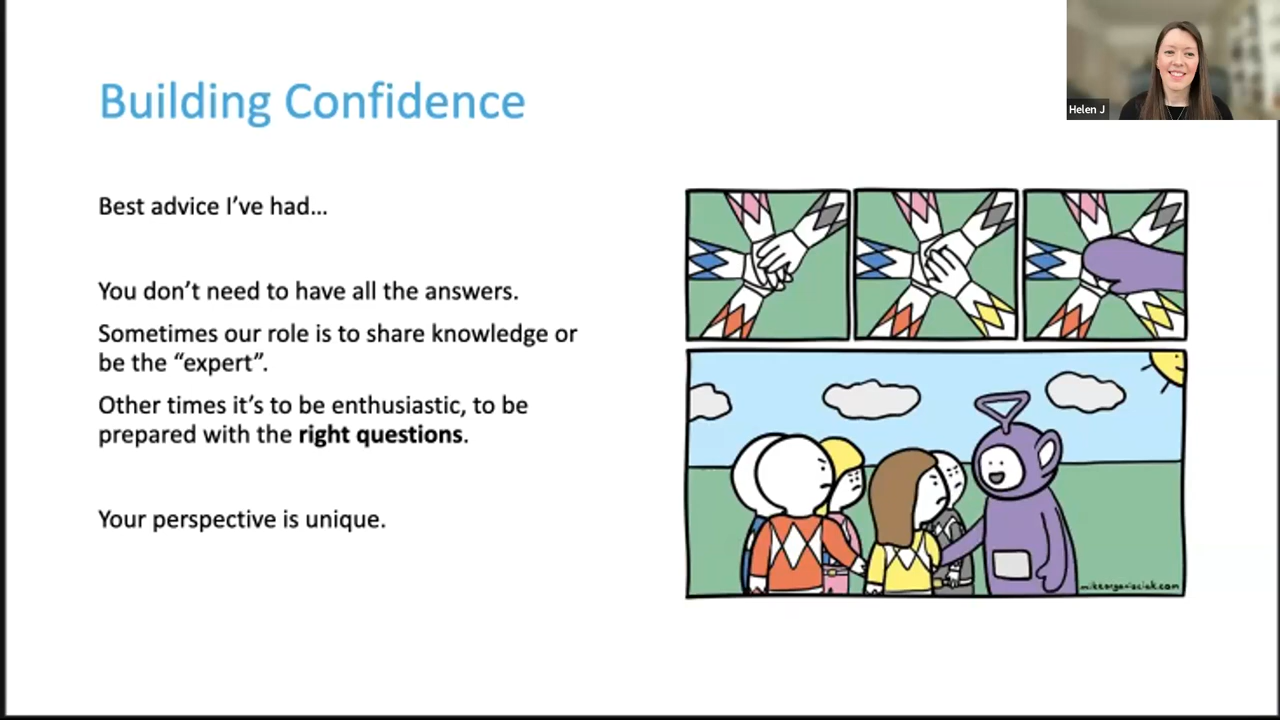 Building Confidence
Helen J
Best advice I’ve had…
You don’t need to have all the answers.
Sometimes our role is to share knowledge or
be the “expert”.
Other times it’s to be enthusiastic, to be
prepared with the right questions.
Your perspective is unique.
mikeorganisciak.com